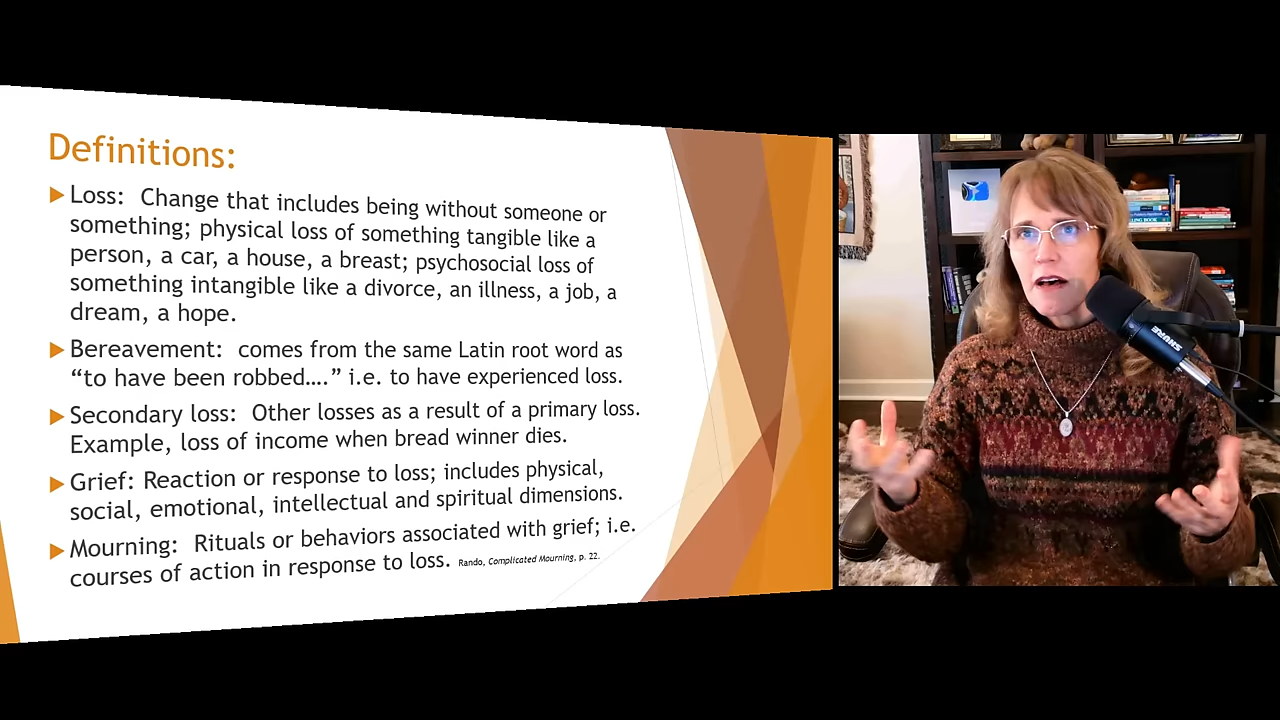 Definitions:
Loss: Change that includes being without someone or
something; physical loss of something tangible like a
person, a car, a house, a breast; psychosocial loss of
something intangible like a divorce, an illness, a job, a
dream, a hope.
Bereavement: comes from the same Latin root word as
“to have been robbed....” i.e. to have experienced loss.
Secondary loss: Other losses as a result of a primary loss.
Example, loss of income when bread winner dies.
Grief: Reaction or response to loss; includes physical,
social, emotional, intellectual and spiritual dimensions.
Mourning: Rituals or behaviors associated with grief; i.e.
courses of action in response to loss. Rando, Complicated Mourning, p. 22.
SHURE